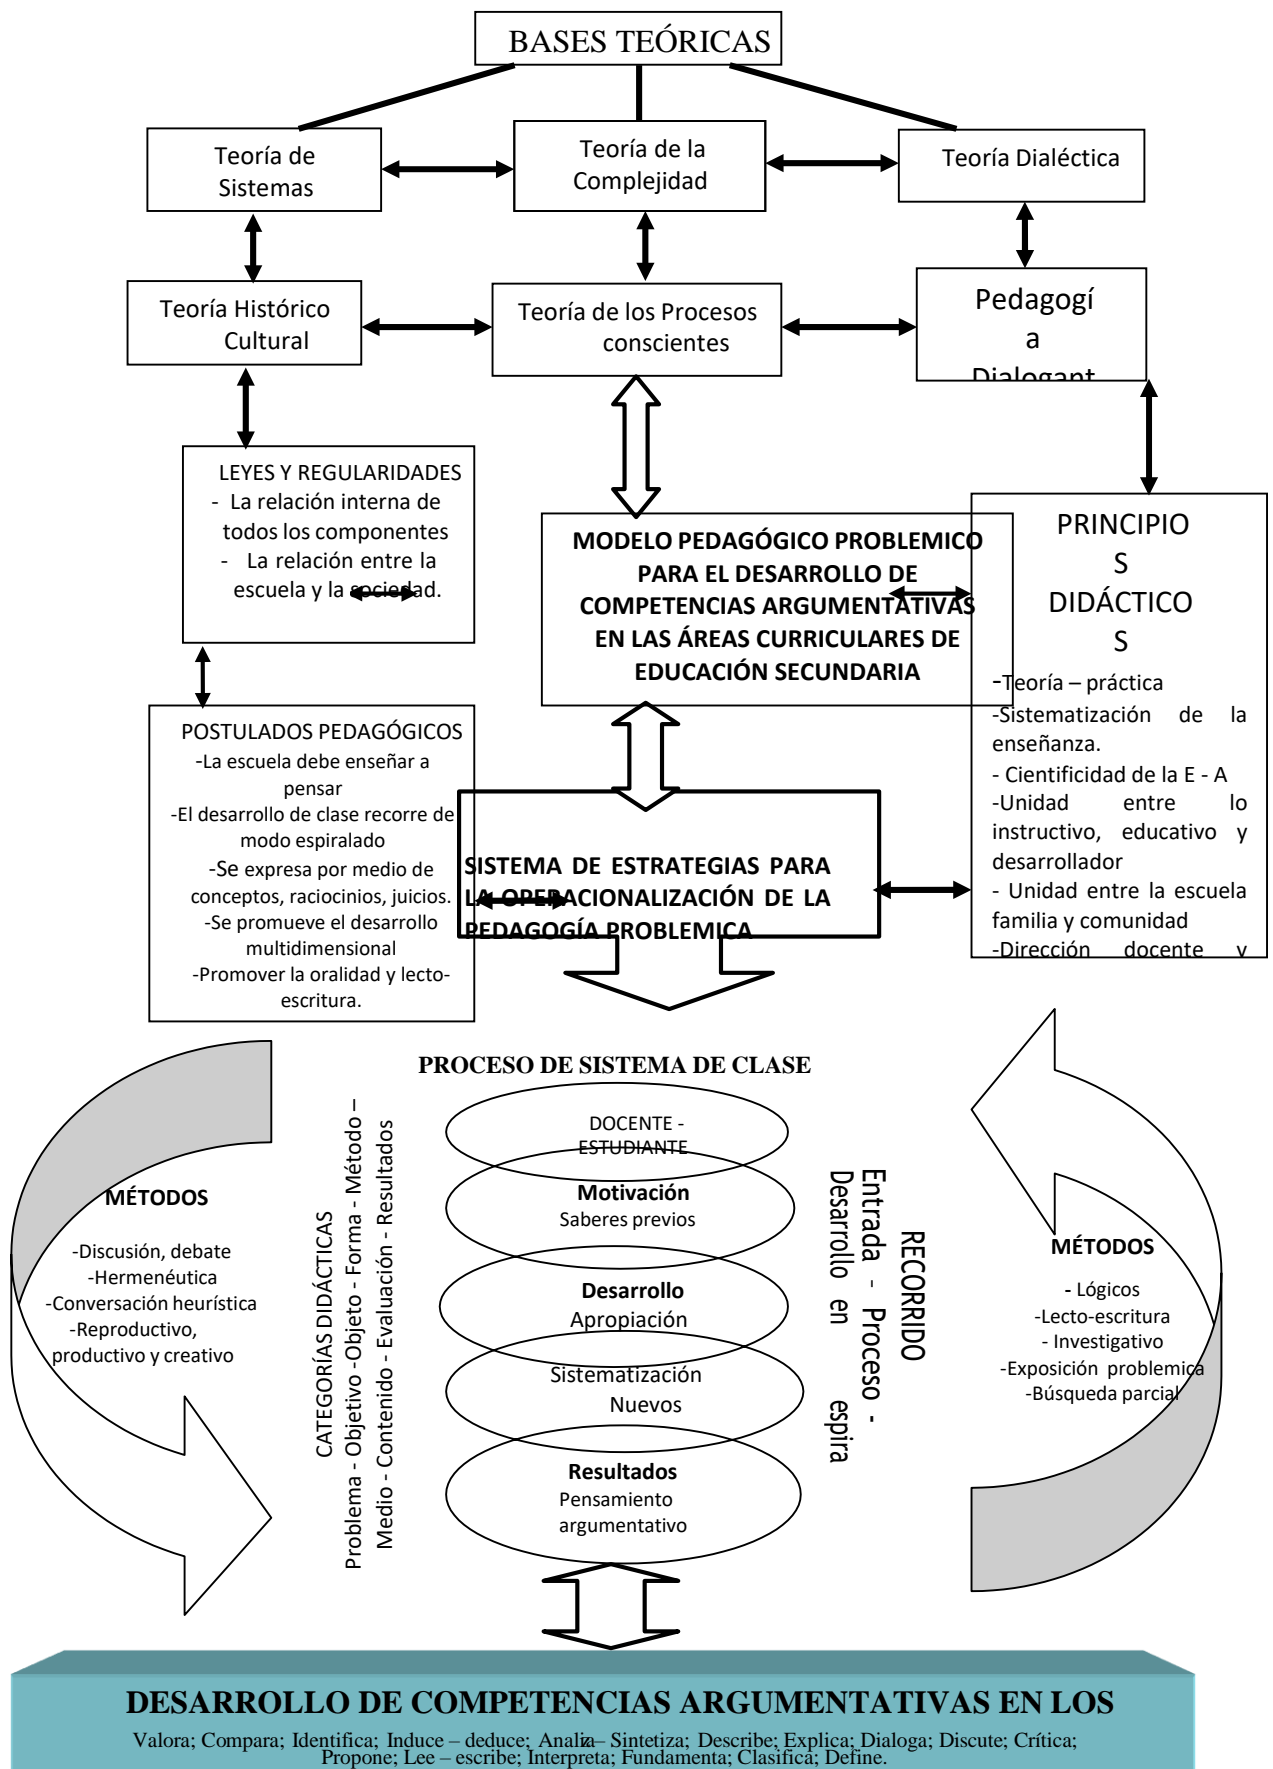 BASES TEÓRICAS
Teoría de
Sistemas
Teoría de la
Complejidad
Teoría Dialéctica
Teoría Histórico
Cultural
Teoría de los Procesos
conscientes
Pedagogí
a
Dialogant
LEYES Y REGULARIDADES
- La relación interna de
todos los componentes
- La relación entre la
escuela y la sociedad.
MODELO PEDAGÓGICO PROBLEMICO
PARA EL DESARROLLO DE
COMPETENCIAS ARGUMENTATIVAS
EN LAS ÁREAS CURRICULARES DE
EDUCACIÓN SECUNDARIA
PRINCIPIO
S
DIDÁCTICO
S
-Teoría – práctica
-Sistematización de la
enseñanza.
- Cientificidad de la E - A
-Unidad entre lo
instructivo, educativo y
desarrollador
- Unidad entre la escuela
familia y comunidad
-Dirección docente y
POSTULADOS PEDAGÓGICOS
-La escuela debe enseñar a
pensar
-El desarrollo de clase recorre de
modo espiralado
-Se expresa por medio de
conceptos, raciocinios, juicios.
-Se promueve el desarrollo
multidimensional
-Promover la oralidad y lecto-
escritura.
SISTEMA DE ESTRATEGIAS PARA
LA OPERACIONALIZACIÓN DE LA
PEDAGOGÍA PROBLEMICA
PROCESO DE SISTEMA DE CLASE
DOCENTE -
ESTUDIANTE
Motivación
Saberes previos
Desarrollo
Apropiación
Sistematización
Nuevos
Resultados
Pensamiento
argumentativo
MÉTODOS
-Discusión, debate
-Hermenéutica
-Conversación heurística
-Reproductivo,
productivo y creativo
CATEGORÍAS DIDÁCTICAS
Problema - Objetivo -Objeto - Forma - Método –
Medio - Contenido - Evaluación - Resultados
RECORRIDO
Entrada - Proceso -
Desarrollo en espira
MÉTODOS
- Lógicos
-Lecto-escritura
- Investigativo
-Exposición problemica
-Búsqueda parcial
DESARROLLO DE COMPETENCIAS ARGUMENTATIVAS EN LOS
Valora; Compara; Identifica; Induce – deduce; Analiza– Sintetiza; Describe; Explica; Dialoga; Discute; Crítica;
Propone; Lee – escribe; Interpreta; Fundamenta; Clasifica; Define.